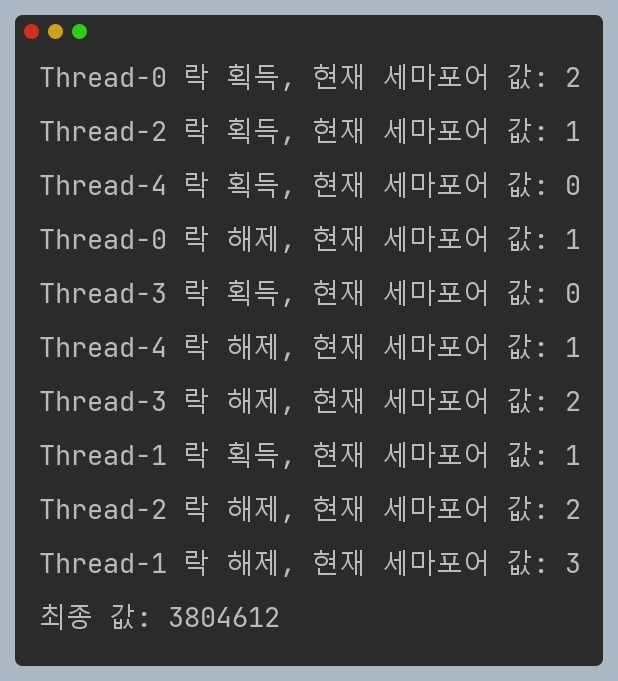 Thread-0 락 획득, 현재 세마포어 값: 2
Thread-2 락 획득, 현재 세마포어 값: 1
Thread-4 락 획득, 현재 세마포어 값: 0
Thread-0 락 해제, 현재 세마포어 값: 1
Thread-3 락 획득, 현재 세마포어 값: 0
Thread-4 락 해제, 현재 세마포어 값: 1
Thread-3 락 해제, 현재 세마포어 값: 2
Thread-1 락 획득, 현재 세마포어 값: 1
Thread-2 락 해제, 현재 세마포어 값: 2
Thread-1 락 해제, 현재 세마포어 값: 3
최종 값: 3804612